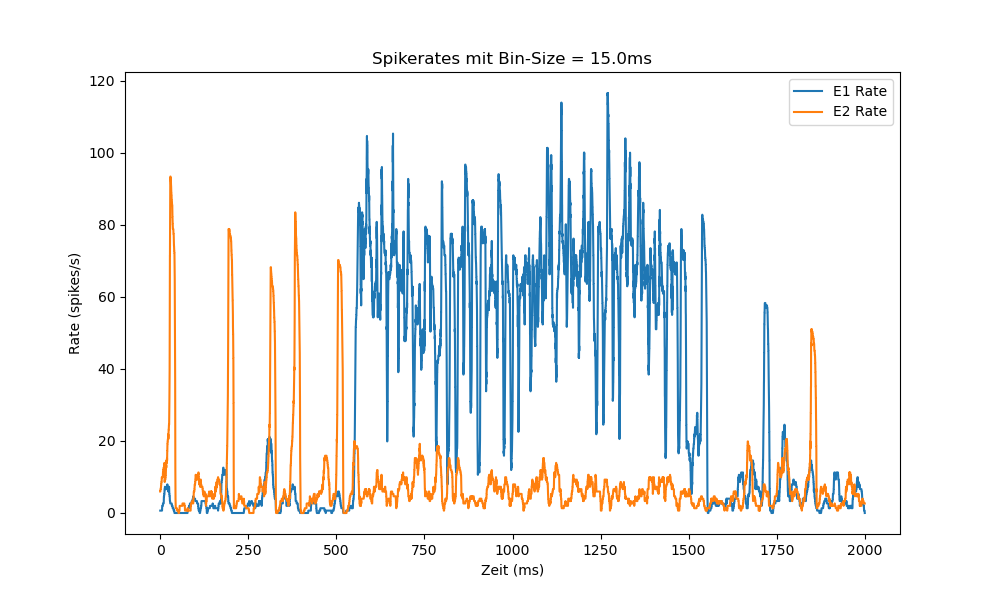 Spikerates mit Bin-Size = 15.0ms
E1 Rate
E2 Rate
Rate (spikes/s)
120
100
80
60
40
20
0
0 250 500 750 1000 1250 1500 1750 2000
Zeit (ms)